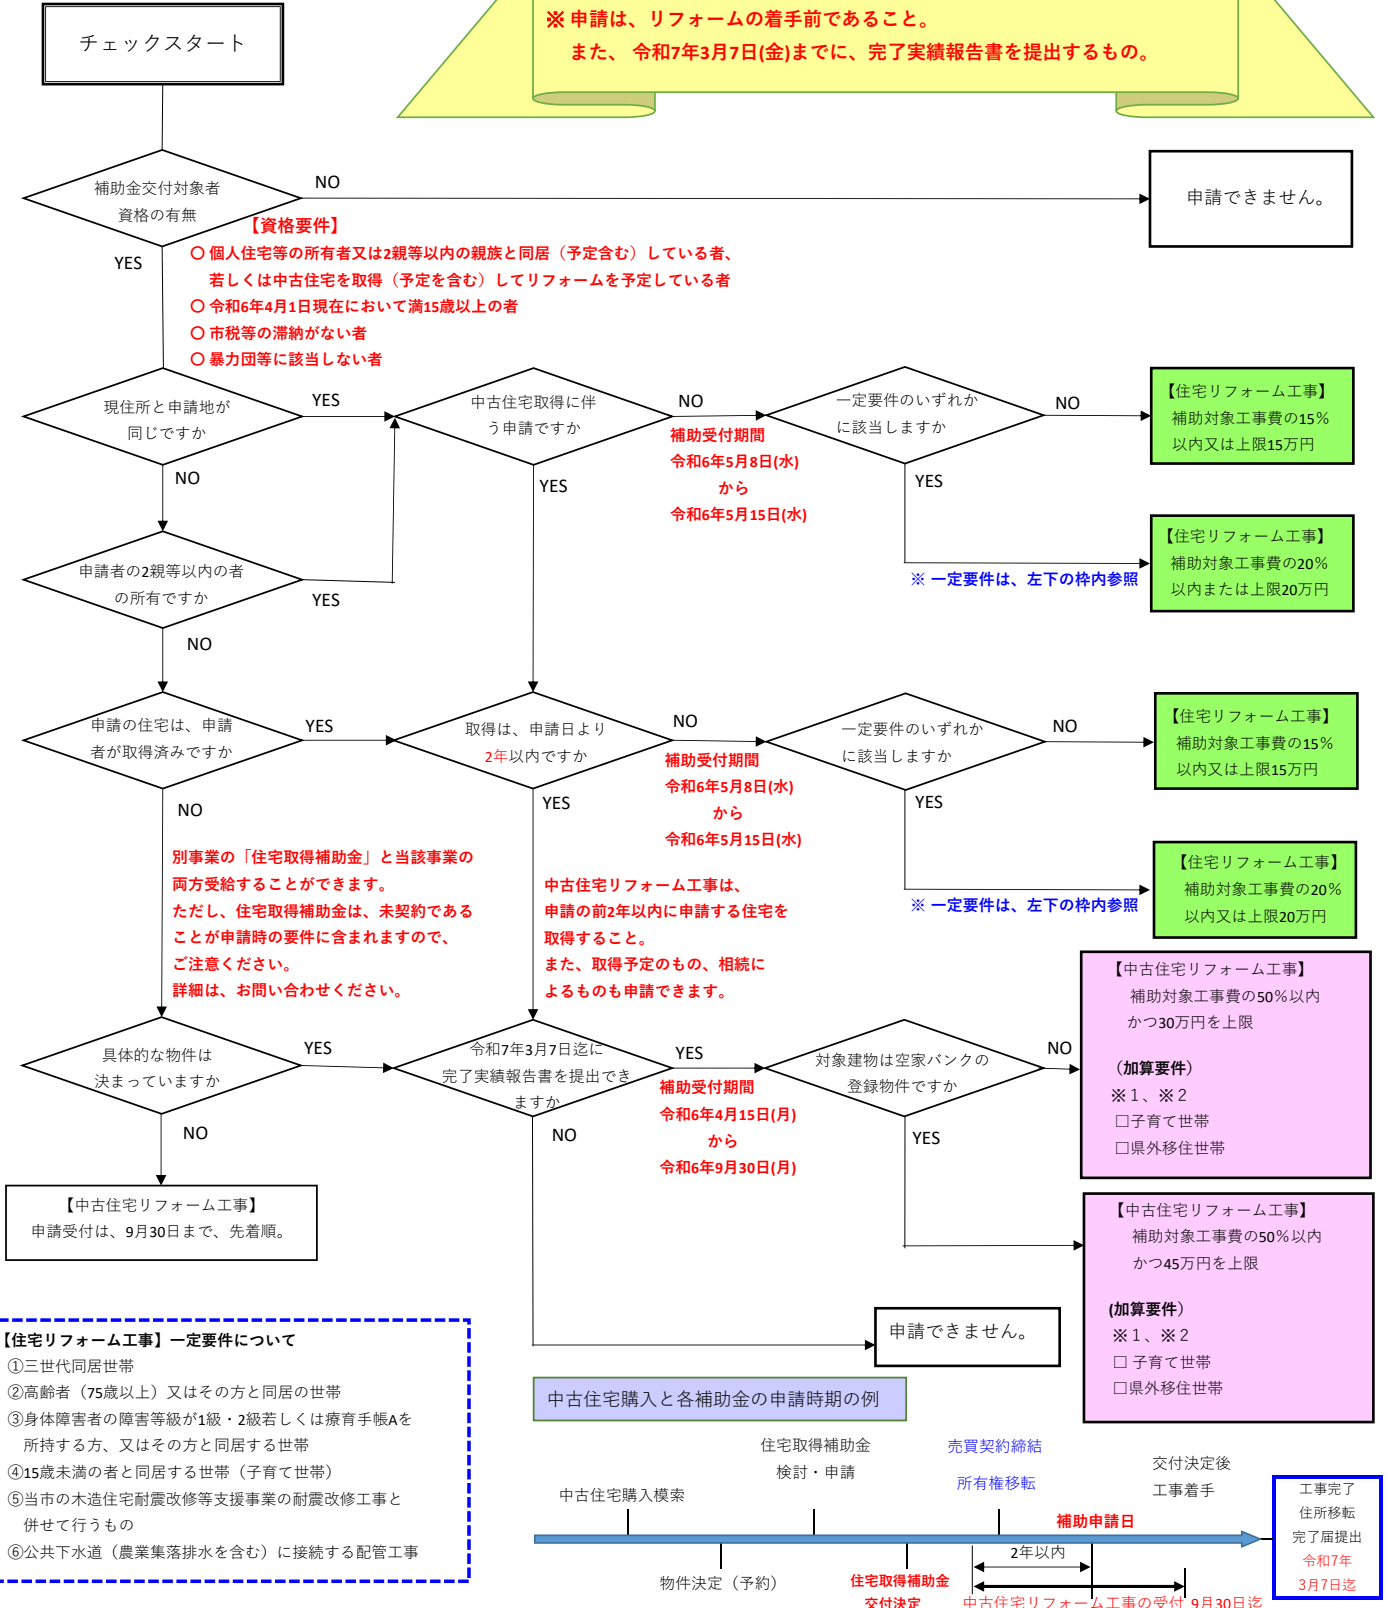 ※ 申請は、リフォームの着手前であること。
また、 令和7年3月7日(金)までに、完了実績報告書を提出するもの。
チェックスタート
補助金交付対象者
資格の有無
NO
申請できません。
YES
【資格要件】
〇 個人住宅等の所有者又は2親等以内の親族と同居（予定含む）している者、
若しくは中古住宅を取得（予定を含む）してリフォームを予定している者
〇 令和6年4月1日現在において満15歳以上の者
〇 市税等の滞納がない者
〇 暴力団等に該当しない者
現住所と申請地が
同じですか
YES
NO
中古住宅取得に伴
う申請ですか
NO
YES
補助受付期間
令和6年5月8日(水)
から
令和6年5月15日(水)
一定要件のいずれか
に該当しますか
NO
YES
【住宅リフォーム工事】
補助対象工事費の15%
以内又は上限15万円
【住宅リフォーム工事】
補助対象工事費の20%
以内または上限20万円
※ 一定要件は、左下の枠内参照
申請者の2親等以内の者
の所有ですか
YES
NO
申請の住宅は、申請
者が取得済みですか
YES
NO
取得は、申請日より
2年以内ですか
NO
YES
補助受付期間
令和6年5月8日(水)
から
令和6年5月15日(水)
一定要件のいずれか
に該当しますか
NO
YES
【住宅リフォーム工事】
補助対象工事費の15%
以内又は上限15万円
【住宅リフォーム工事】
補助対象工事費の20%
以内又は上限20万円
※ 一定要件は、左下の枠内参照
別事業の「住宅取得補助金」と当該事業の
両方受給することができます。
ただし、住宅取得補助金は、未契約である
ことが申請時の要件に含まれますので、
ご注意ください。
詳細は、お問い合わせください。
中古住宅リフォーム工事は、
申請の前2年以内に申請する住宅を
取得すること。
また、取得予定のもの、相続に
よるものも申請できます。
具体的な物件は
決まっていますか
YES
NO
令和7年3月7日迄に
完了実績報告書を提出でき
ますか
YES
NO
補助受付期間
令和6年4月15日(月)
から
令和6年9月30日(月)
対象建物は空家バンクの
登録物件ですか
NO
YES
【中古住宅リフォーム工事】
補助対象工事費の50%以内
かつ30万円を上限
（加算要件）
※１、※２
□子育て世帯
□県外移住世帯
【中古住宅リフォーム工事】
補助対象工事費の50%以内
かつ45万円を上限
(加算要件）
※１、※２
□ 子育て世帯
□県外移住世帯
【中古住宅リフォーム工事】
申請受付は、9月30日まで、先着順。
申請できません。
【住宅リフォーム工事】一定要件について
①三世代同居世帯
②高齢者（75歳以上）又はその方と同居の世帯
③身体障害者の障害等級が1級・2級若しくは療育手帳Aを
所持する方、又はその方と同居する世帯
④15歳未満の者と同居する世帯（子育て世帯）
⑤当市の木造住宅耐震改修等支援事業の耐震改修工事と
併せて行うもの
⑥公共下水道（農業集落排水を含む）に接続する配管工事
中古住宅購入と各補助金の申請時期の例
中古住宅購入模索
住宅取得補助金
検討・申請
売買契約締結
所有権移転
交付決定後
工事着手
補助申請日
2年以内
物件決定（予約）
住宅取得補助金
交付決定
中古住宅リフォーム工事の受付 9月30日迄
工事完了
住所移転
完了届提出
令和7年
3月7日迄